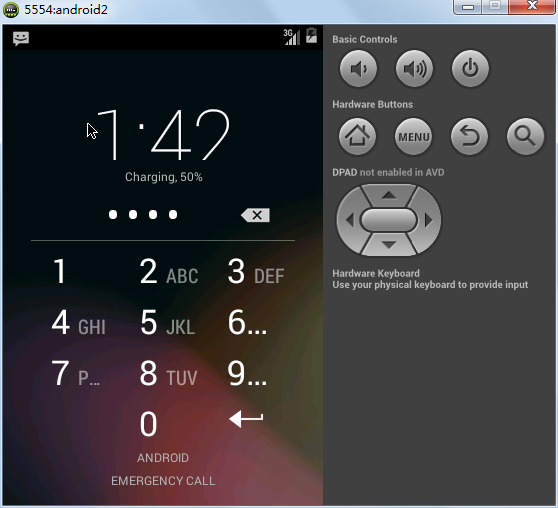 5554:android2
3G
1:42
Charging, 50%
1
2 ABC
3 DEF
4 GHI
5 JKL
6...
7 P...
8 TUV
9...
0
ANDROID
EMERGENCY CALL
Basic Controls
Hardware Buttons
MENU
DPAD not enabled in AVD
Hardware Keyboard
Use your physical keyboard to provide input